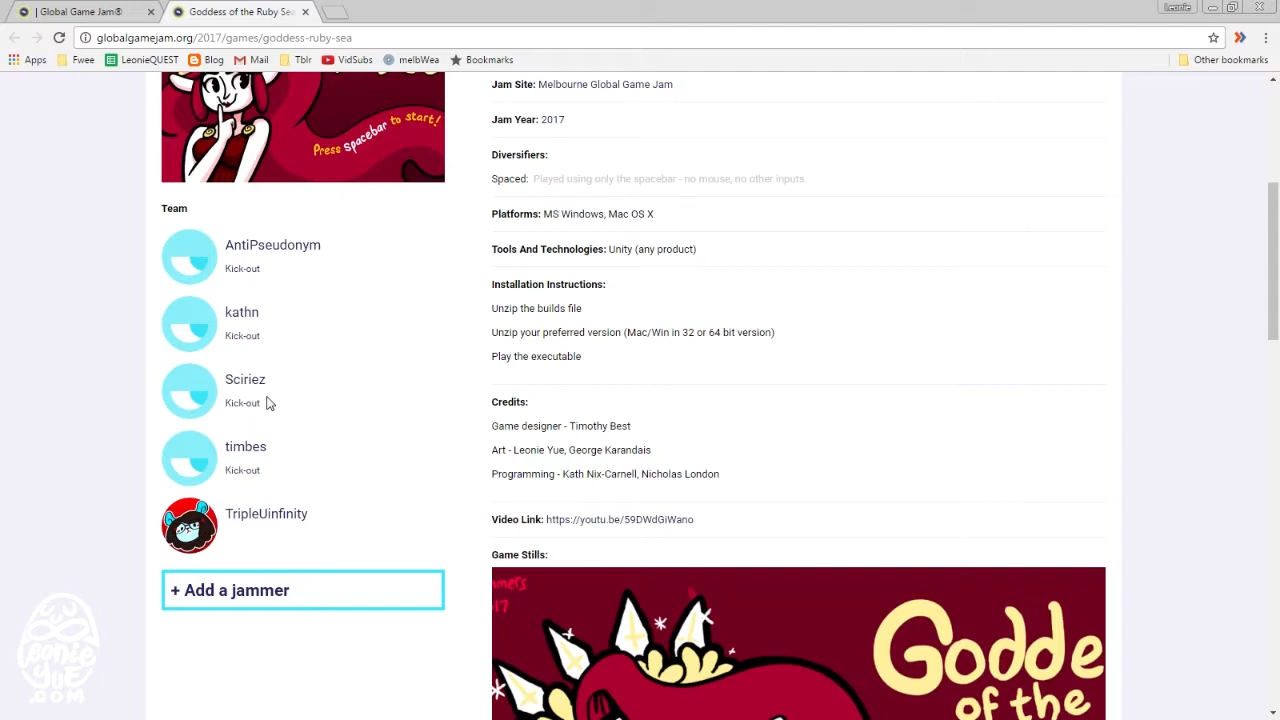 | Global Game Jam®
Goddess of the Ruby Se
globalgamejam.org/2017/games/goddess-ruby-sea
Apps
Fwee
LeonieQUEST
Blog
Mail
Tblr
VidSubs
melbWea
Bookmarks
Other bookmarks
Press Spacebar to start!
Team
AntiPseudonym
Kick-out
kathn
Kick-out
Sciriez
Kick-out
timbes
Kick-out
TripleUinfinity
+ Add a jammer
Jam Site: Melbourne Global Game Jam
Jam Year: 2017
Diversifiers:
Spaced: Played using only the spacebar - no mouse, no other inputs.
Platforms: MS Windows, Mac OS X
Tools And Technologies: Unity (any product)
Installation Instructions:
Unzip the builds file
Unzip your preferred version (Mac/Win in 32 or 64 bit version)
Play the executable
Credits:
Game designer - Timothy Best
Art - Leonie Yue, George Karandais
Programming - Kath Nix-Carnell, Nicholas London
Video Link: https://youtu.be/59DWdGiWano
Game Stills:
Godde
of the
Leonie
Yue
.COM